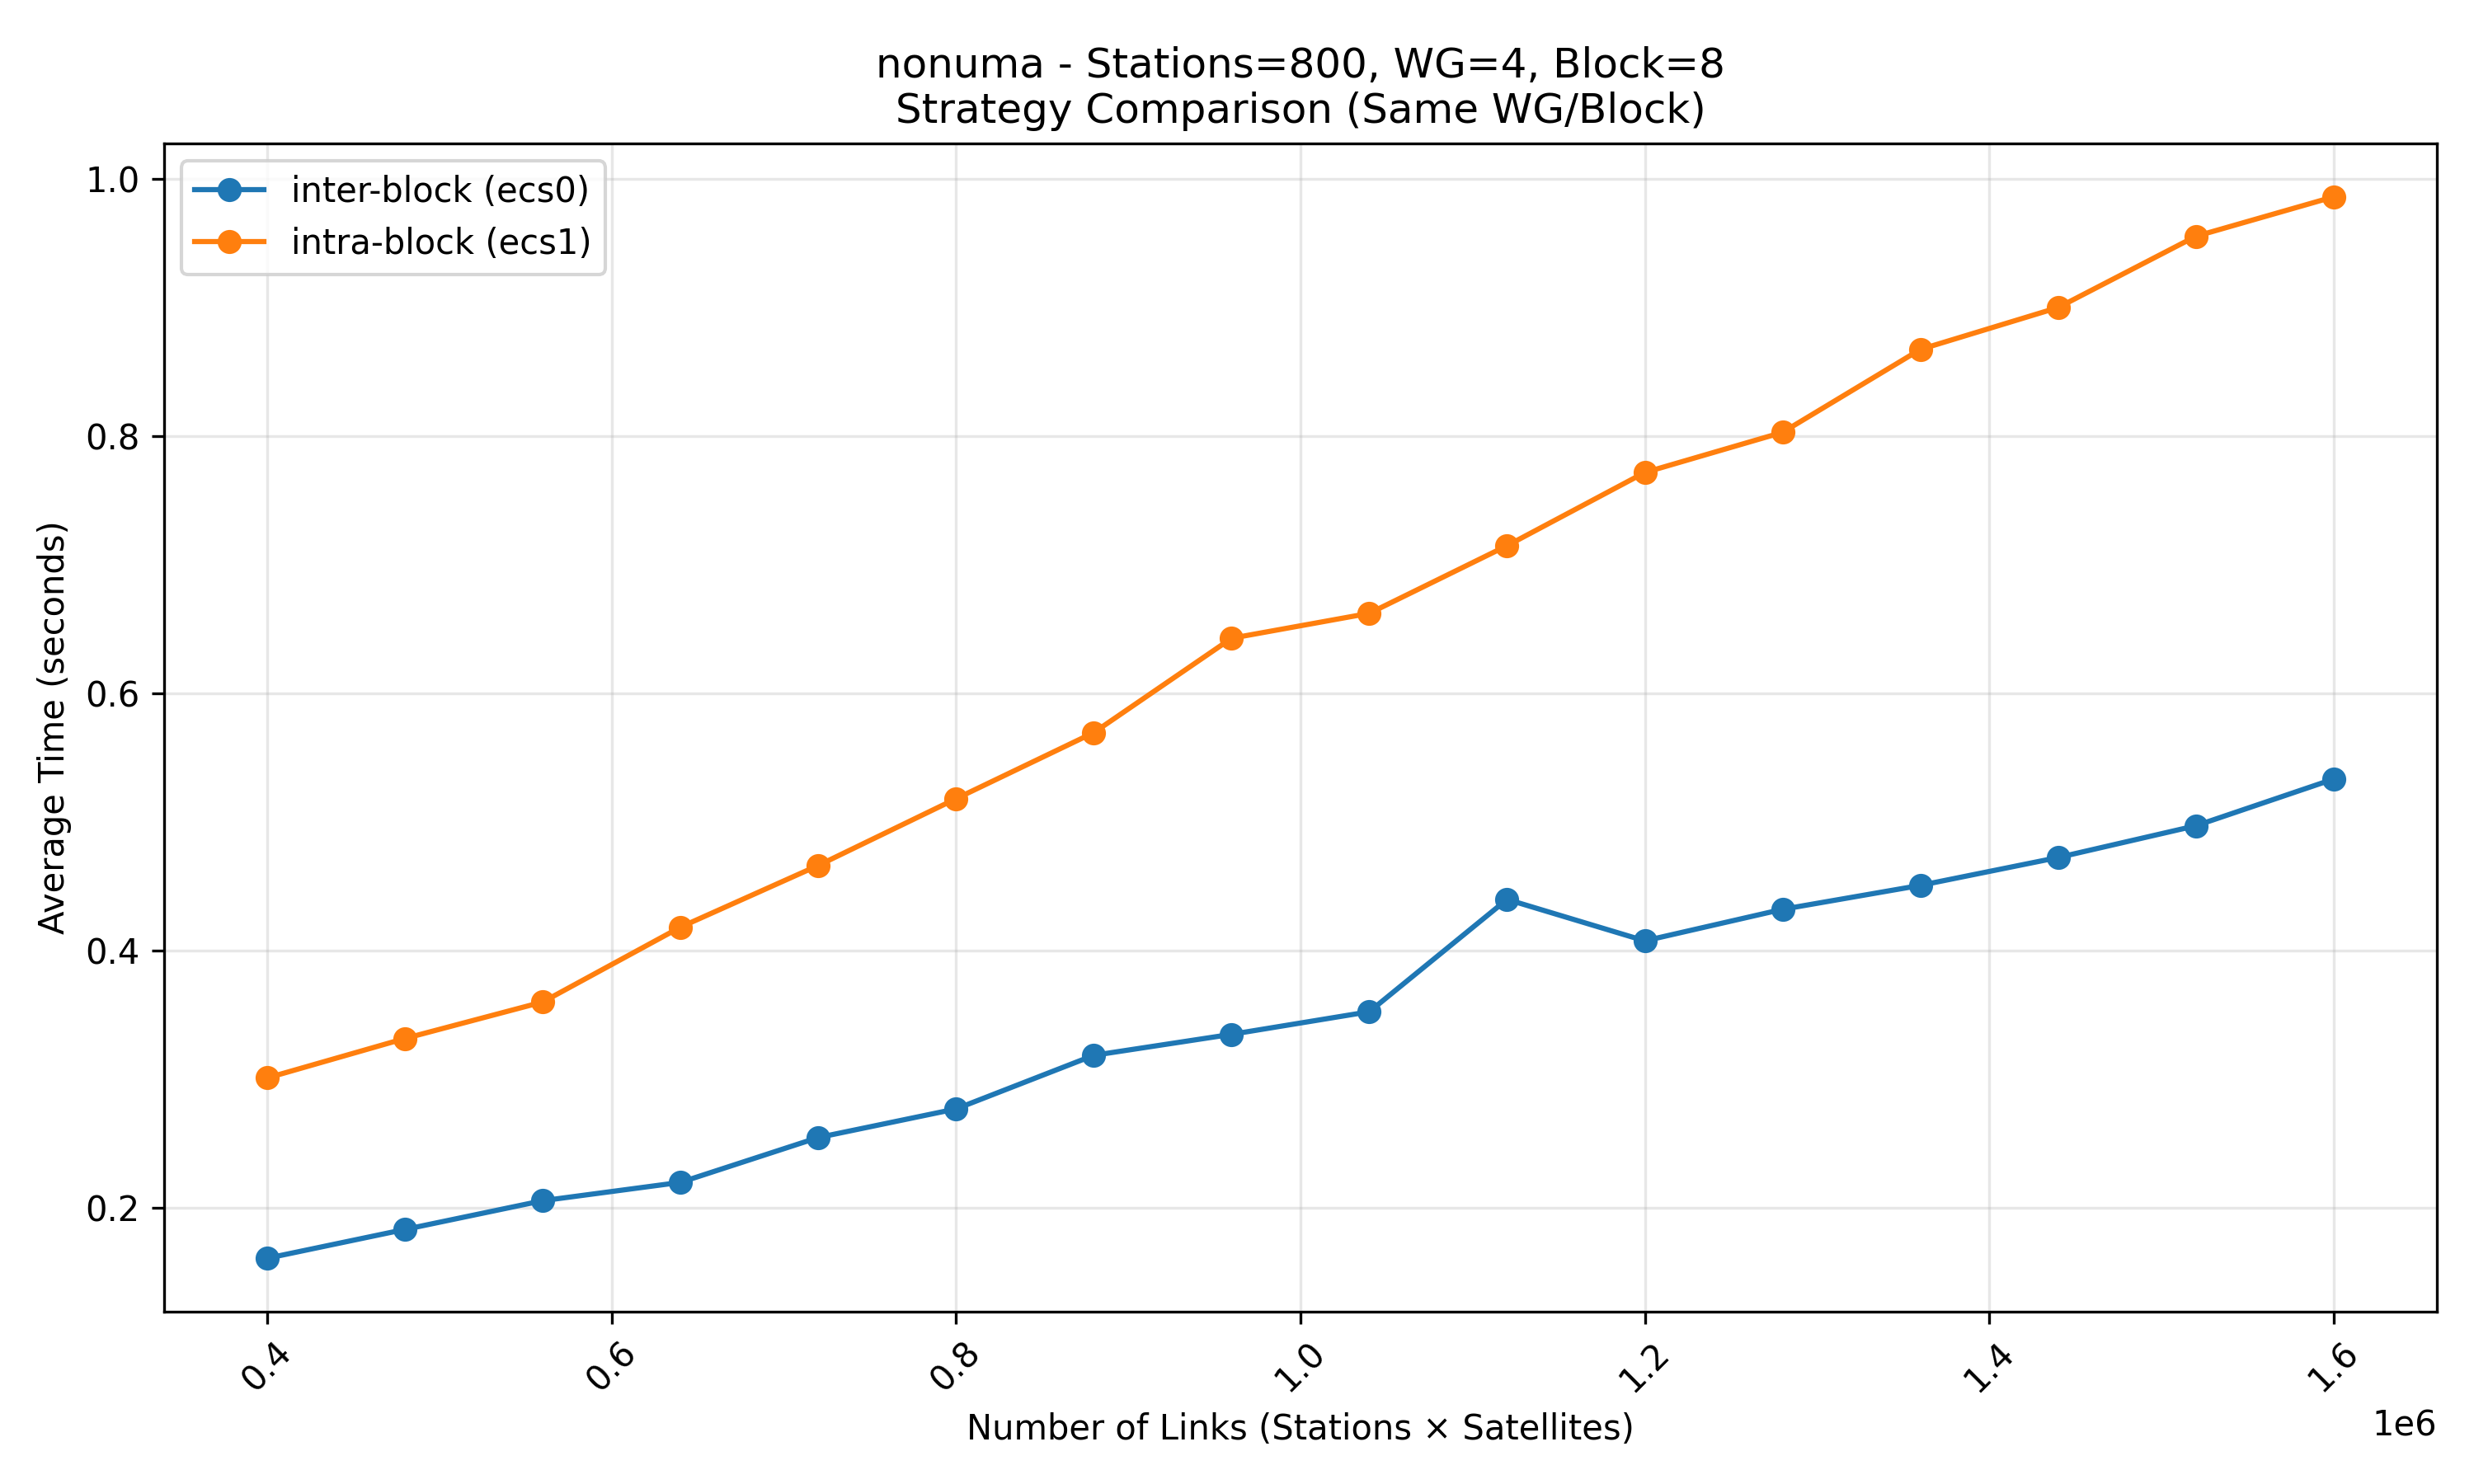 nonuma - Stations=800, WG=4, Block=8
Strategy Comparison (Same WG/Block)
inter-block (ecs0)
intra-block (ecs1)
Average Time (seconds)
1.0
0.8
0.6
0.4
0.2
0.4
0.6
0.8
1.0
1.2
1.4
1.6
1e6
Number of Links (Stations × Satellites)